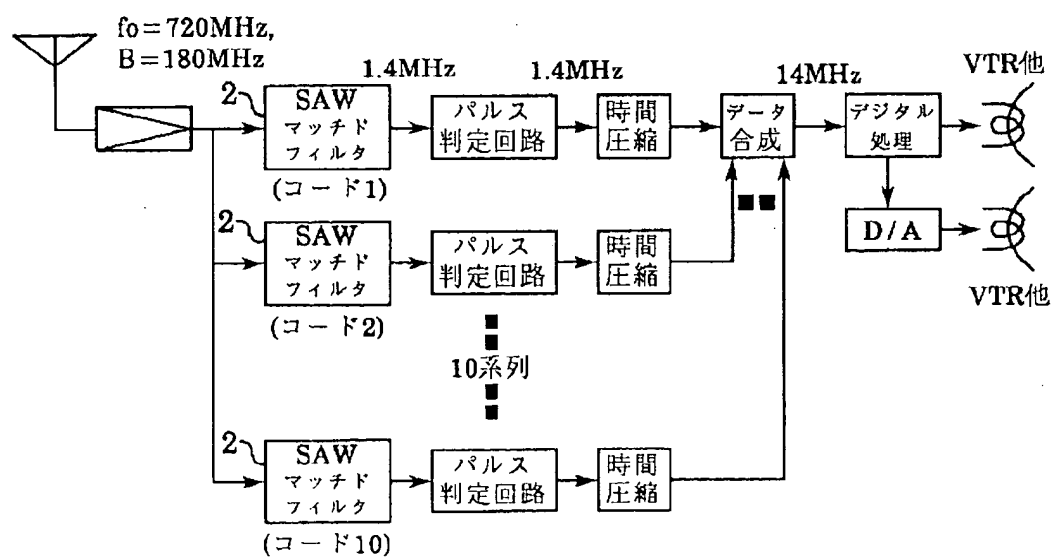 fo=720MHz,
B=180MHz
1.4MHz
1.4MHz
14MHz
VTR他
2
SAW
マッチド
フィルタ
パルス
判定回路
時間
圧縮
データ
合成
デジタル
処理
(コード1)
2
SAW
マッチド
フィルタ
パルス
判定回路
時間
圧縮
D/A
VTR他
(コード2)
10系列
2
SAW
マッチド
フィルタ
パルス
判定回路
時間
圧縮
(コード10)